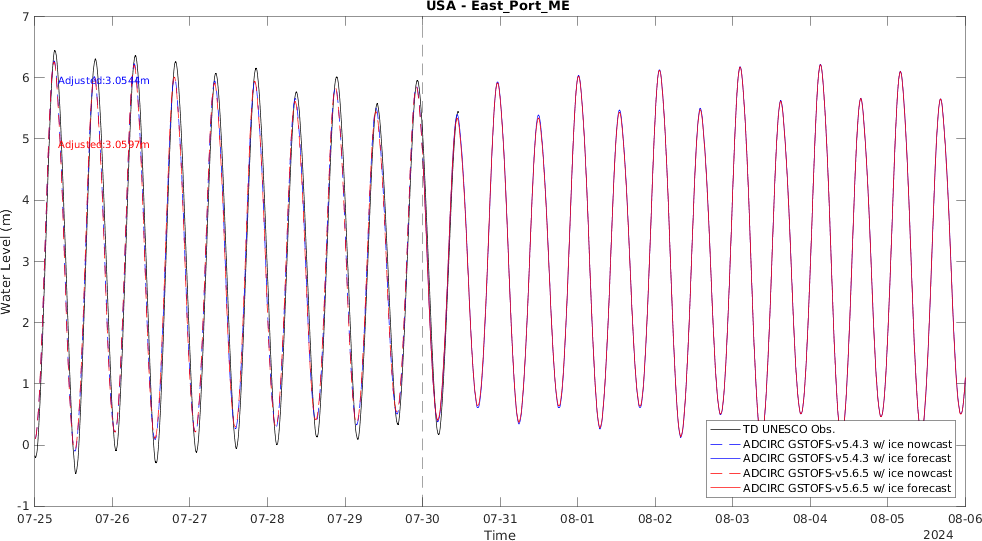 USA - East_Port_ME
7
6
5
4
3
2
1
0
-1
Water Level (m)
Adjusted:3.0544m
Adjusted:3.0597m
TD UNESCO Obs.
ADCIRC GSTOFS-v5.4.3 w/ ice nowcast
ADCIRC GSTOFS-v5.4.3 w/ ice forecast
ADCIRC GSTOFS-v5.6.5 w/ ice nowcast
ADCIRC GSTOFS-v5.6.5 w/ ice forecast
07-25 07-26 07-27 07-28 07-29 07-30 07-31 08-01 08-02 08-03 08-04 08-05 08-06
Time
2024